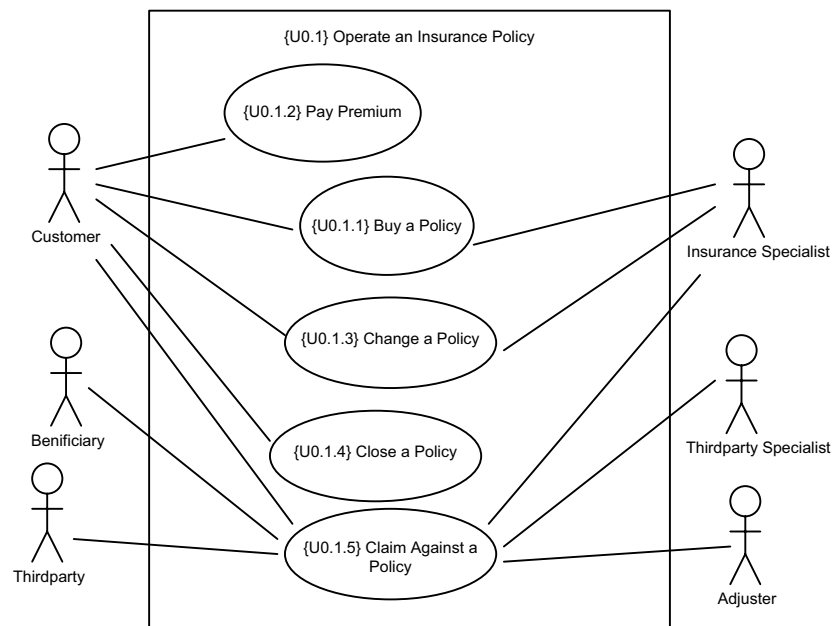 {U0.1} Operate an Insurance Policy
{U0.1.2} Pay Premium
Customer
{U0.1.1} Buy a Policy
Insurance Specialist
{U0.1.3} Change a Policy
Benificiary
{U0.1.4} Close a Policy
Thirdparty Specialist
Thirdparty
{U0.1.5} Claim Against a
Policy
Adjuster